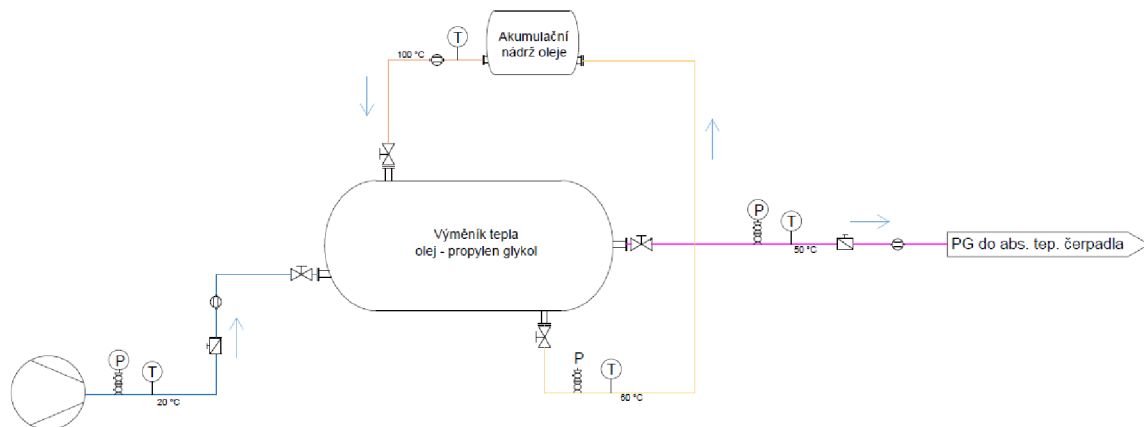 Akumulační
nádrž oleje
T
100 °C
Výměník tepla
olej - propylen glykol
P
T
50 °C
PG do abs. tep. čerpadla
P
T
20 °C
P
T
60 °C